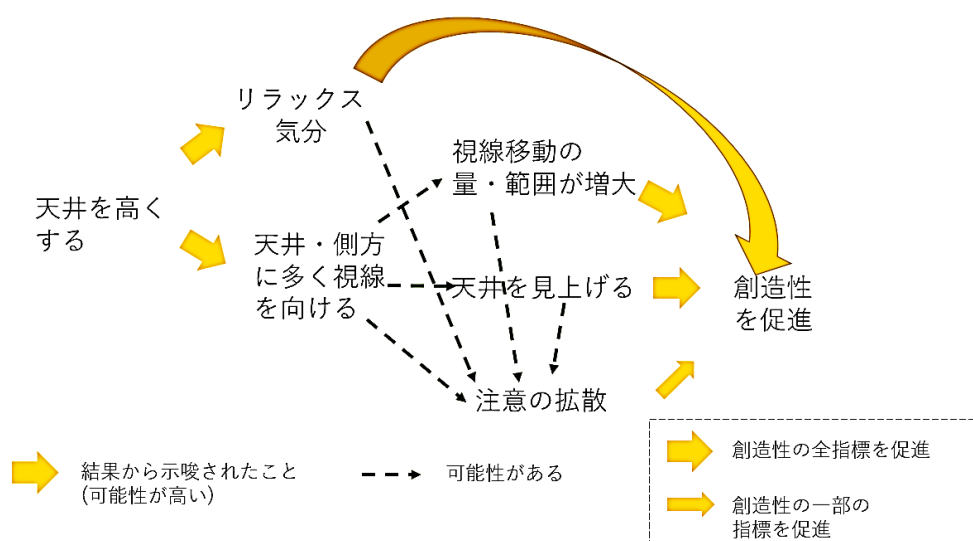 リラックス
気分
視線移動の
量・範囲が増大
天井を高く
する
天井・側方
に多く視線
を向ける
天井を見上げる
創造性
を促進
注意の拡散
結果から示唆されたこと
(可能性が高い)
可能性がある
創造性の全指標を促進
創造性の一部の
指標を促進